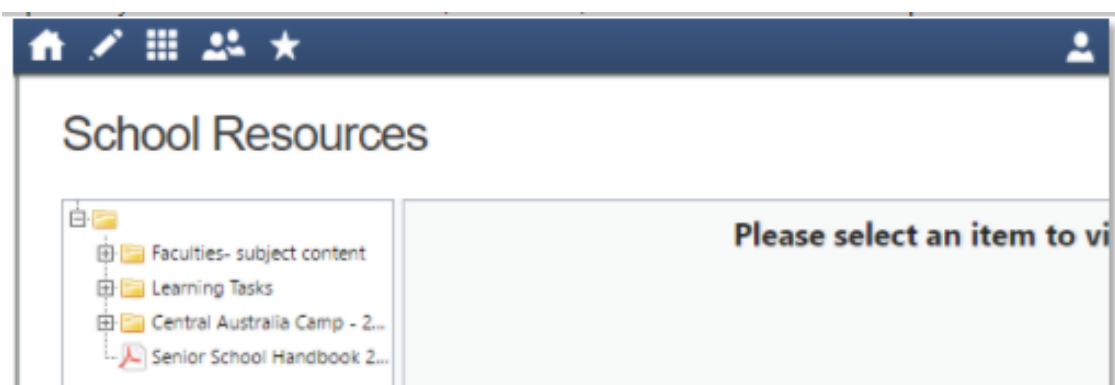 School Resources
Please select an item to vi
Faculties- subject content
Learning Tasks
Central Australia Camp - 2...
Senior School Handbook 2...